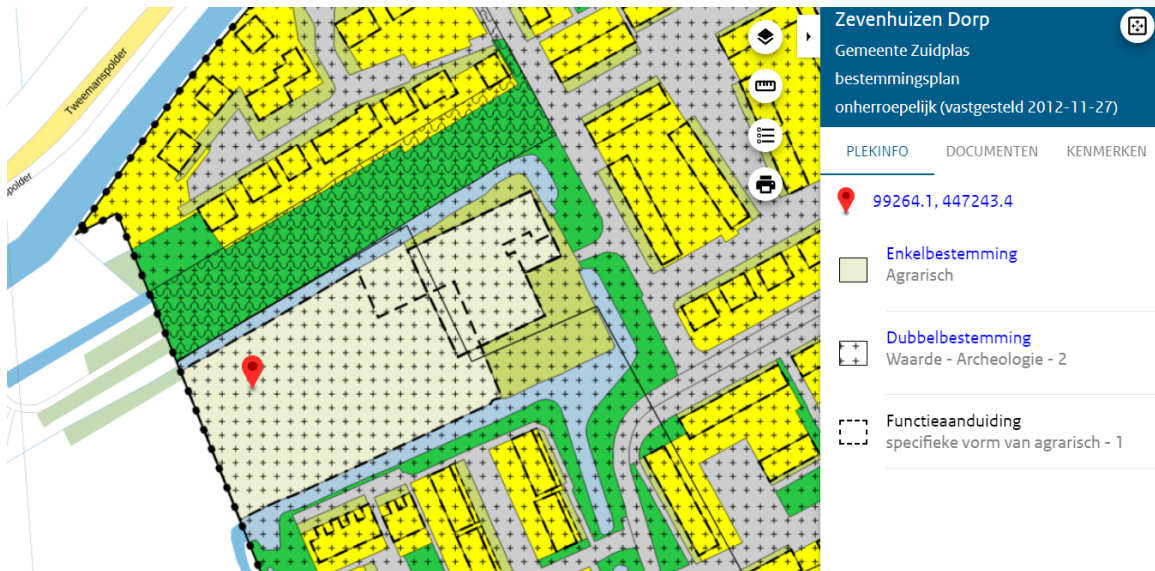 Tweemanspolder
spolder
Zevenhuizen Dorp
Gemeente Zuidplas
bestemmingsplan
onherroepelijk (vastgesteld 2012-11-27)
PLEKINFO DOCUMENTEN KENMERKEN
99264.1, 447243.4
Enkelbestemming
Agrarisch
Dubbelbestemming
Waarde - Archeologie - 2
Functieaanduiding
specifieke vorm van agrarisch - 1